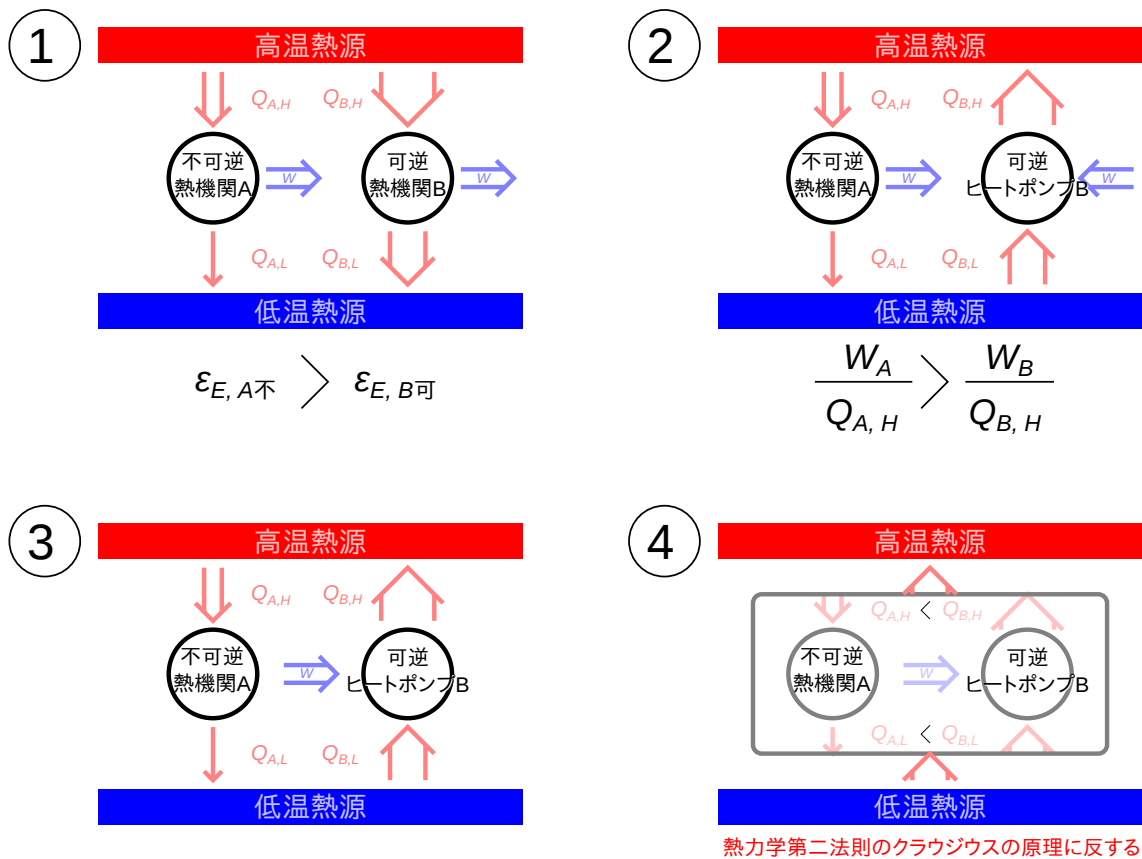 1
高温熱源
Q_{A,H} Q_{B,H}
不可逆
熱機関A
W
可逆
熱機関B
W
Q_{A,L} Q_{B,L}
低温熱源
ε_{E, A不} > ε_{E, B可}
2
高温熱源
Q_{A,H} Q_{B,H}
不可逆
熱機関A
W
可逆
ヒートポンプB
W
Q_{A,L} Q_{B,L}
低温熱源
W_A / Q_{A, H} > W_B / Q_{B, H}
3
高温熱源
Q_{A,H} Q_{B,H}
不可逆
熱機関A
W
可逆
ヒートポンプB
Q_{A,L} Q_{B,L}
低温熱源
4
高温熱源
Q_{A,H} < Q_{B,H}
不可逆
熱機関A
W
可逆
ヒートポンプB
Q_{A,L} < Q_{B,L}
低温熱源
熱力学第二法則のクラウジウスの原理に反する